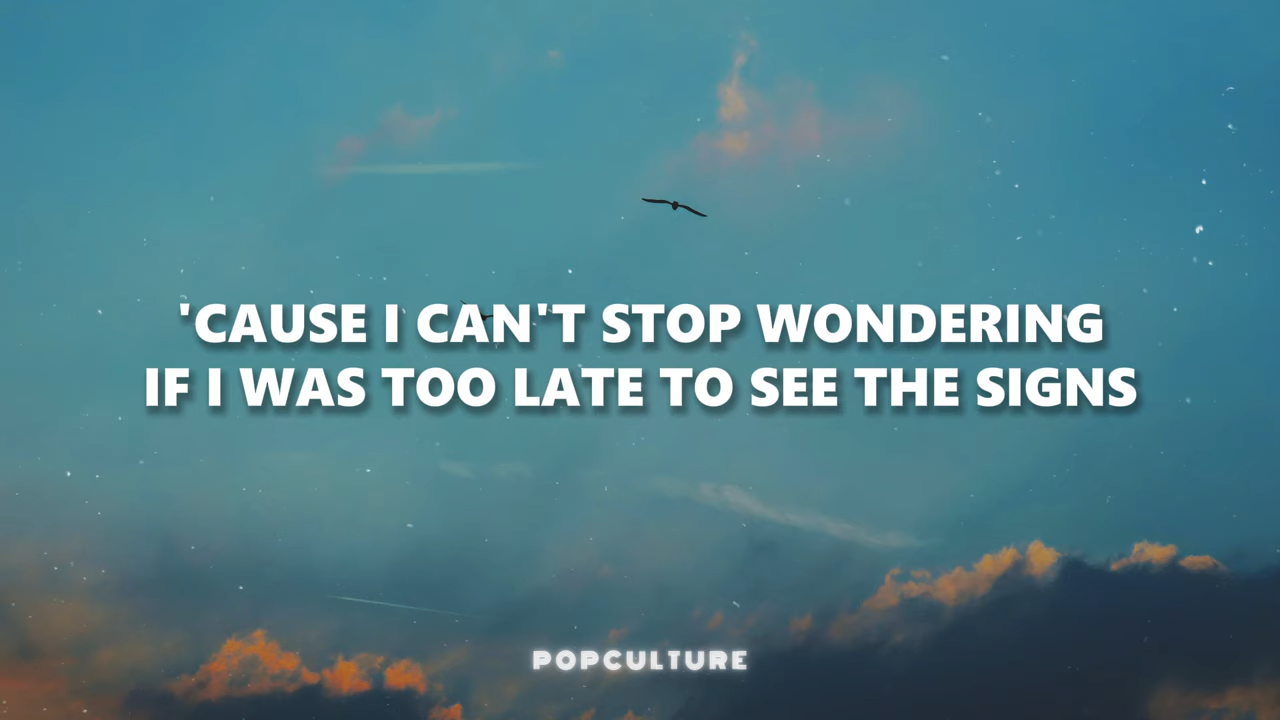 'CAUSE I CAN'T STOP WONDERING
IF I WAS TOO LATE TO SEE THE SIGNS
POPCULTURE